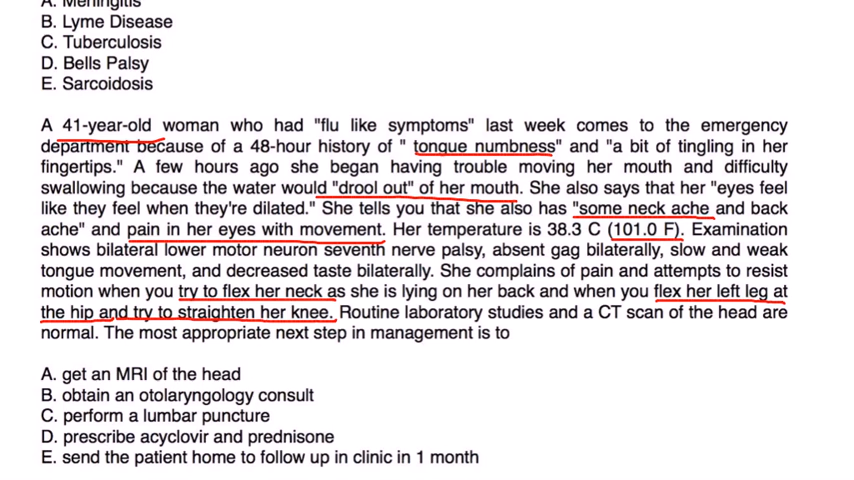 A. Meningitis
B. Lyme Disease
C. Tuberculosis
D. Bells Palsy
E. Sarcoidosis
A 41-year-old woman who had "flu like symptoms" last week comes to the emergency
department because of a 48-hour history of " tongue numbness" and "a bit of tingling in her
fingertips." A few hours ago she began having trouble moving her mouth and difficulty
swallowing because the water would "drool out" of her mouth. She also says that her "eyes feel
like they feel when they're dilated." She tells you that she also has "some neck ache and back
ache" and pain in her eyes with movement. Her temperature is 38.3 C (101.0 F). Examination
shows bilateral lower motor neuron seventh nerve palsy, absent gag bilaterally, slow and weak
tongue movement, and decreased taste bilaterally. She complains of pain and attempts to resist
motion when you try to flex her neck as she is lying on her back and when you flex her left leg at
the hip and try to straighten her knee. Routine laboratory studies and a CT scan of the head are
normal. The most appropriate next step in management is to
A. get an MRI of the head
B. obtain an otolaryngology consult
C. perform a lumbar puncture
D. prescribe acyclovir and prednisone
E. send the patient home to follow up in clinic in 1 month